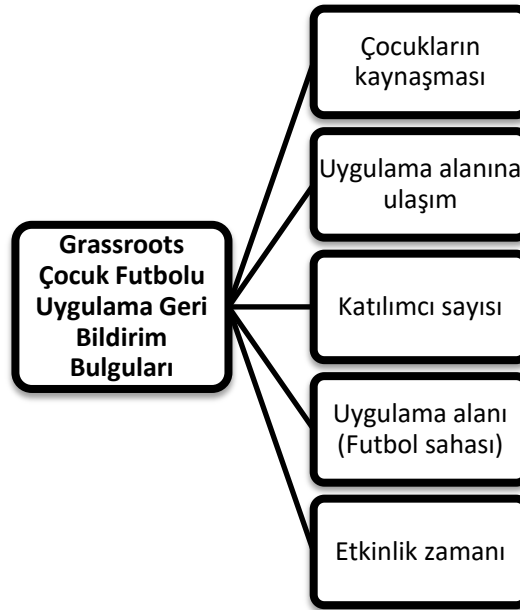 Grassroots
Çocuk Futbolu
Uygulama Geri
Bildirim
Bulguları
Çocukların
kaynaşması
Uygulama alanına
ulaşım
Katılımcı sayısı
Uygulama alanı
(Futbol sahası)
Etkinlik zamanı